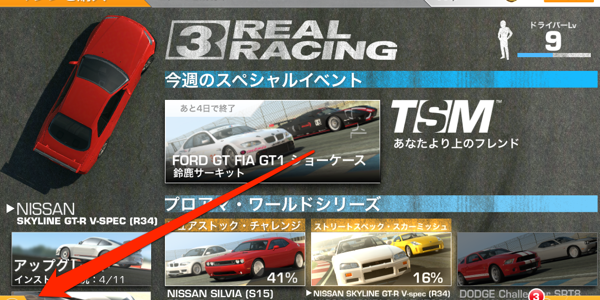 3 REAL
RACING
ドライバーLv
9
今週のスペシャルイベント
あと4日で終了
FORD GT FIA GT1 ショーケース
鈴鹿サーキット
TSM™
あなたより上のフレンド
NISSAN
SKYLINE GT-R V-SPEC (R34)
プロアマ・ワールドシリーズ
アップグレ
インスト : 4/11
ュアストック・チャレンジ
41%
NISSAN SILVIA (S15)
ストリートスペック・スカーミッシュ
16%
NISSAN SKYLINE GT-R V-spec (R34)
DODGE Challe SRT8
3